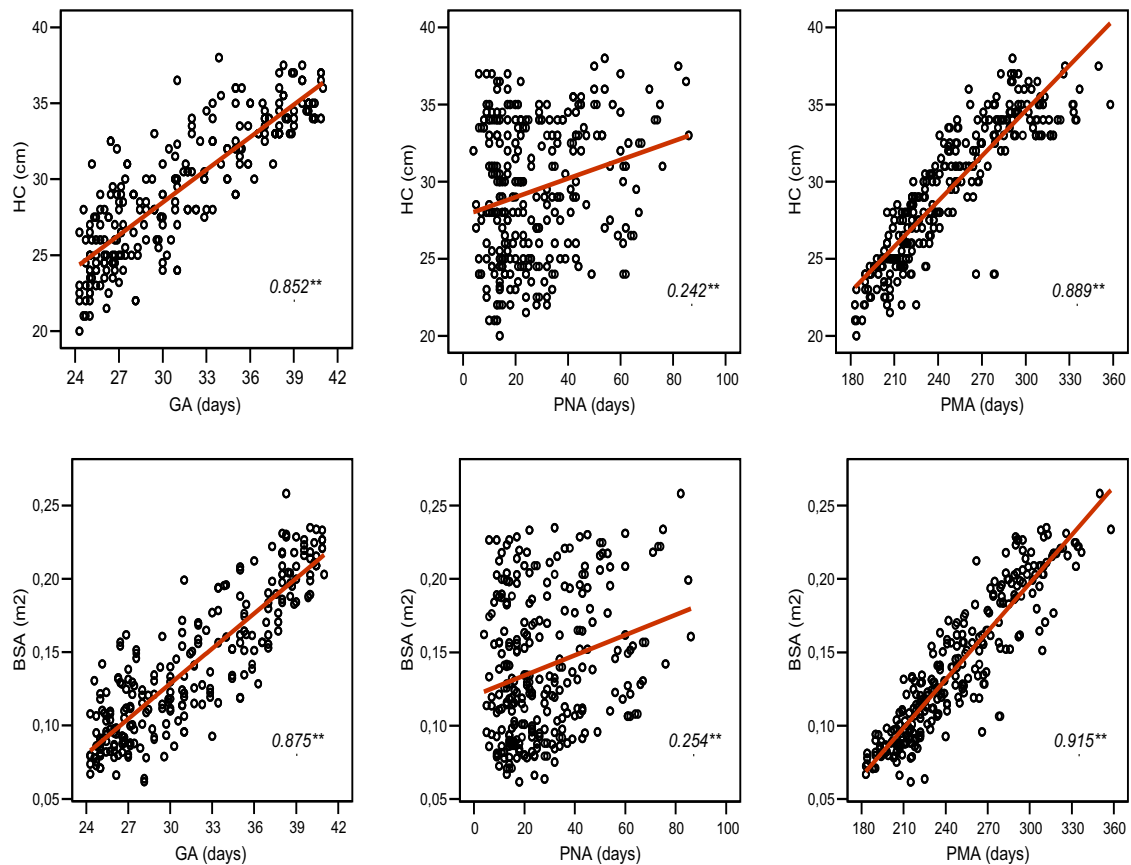 40
35
30
25
20
HC (cm)
0.852**
24 27 30 33 36 39 42
GA (days)
40
35
30
25
20
HC (cm)
0.242**
0 20 40 60 80 100
PNA (days)
40
35
30
25
20
HC (cm)
0.889**
180 210 240 270 300 330 360
PMA (days)
0,25
0,20
0,15
0,10
0,05
BSA (m2)
0.875**
24 27 30 33 36 39 42
GA (days)
0,25
0,20
0,15
0,10
0,05
BSA (m2)
0.254**
0 20 40 60 80 100
PNA (days)
0,25
0,20
0,15
0,10
0,05
BSA (m2)
0.915**
180 210 240 270 300 330 360
PMA (days)